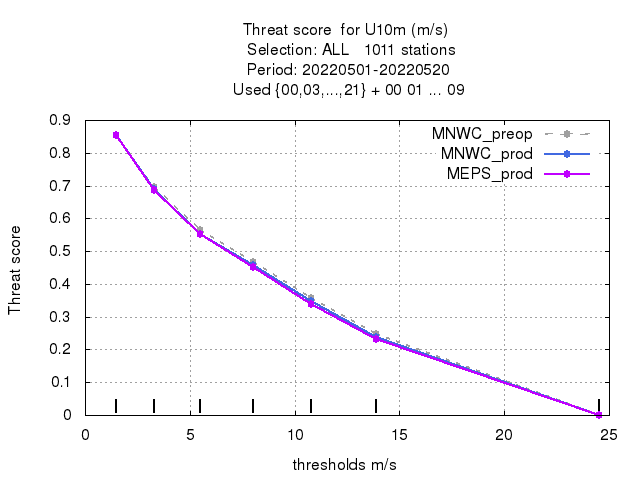 Threat score  for U10m (m/s)
Selection: ALL   1011 stations
Period: 20220501-20220520
Used {00,03,...,21} + 00 01 ... 09
MNWC_preop
MNWC_prod
MEPS_prod
Threat score
0.9
0.8
0.7
0.6
0.5
0.4
0.3
0.2
0.1
0
0 5 10 15 20 25
thresholds m/s